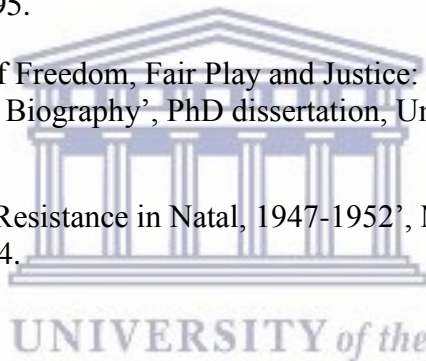 95.
of Freedom, Fair Play and Justice:
Biography’, PhD dissertation, Un
Resistance in Natal, 1947-1952’, M
4.
UNIVERSITY of the